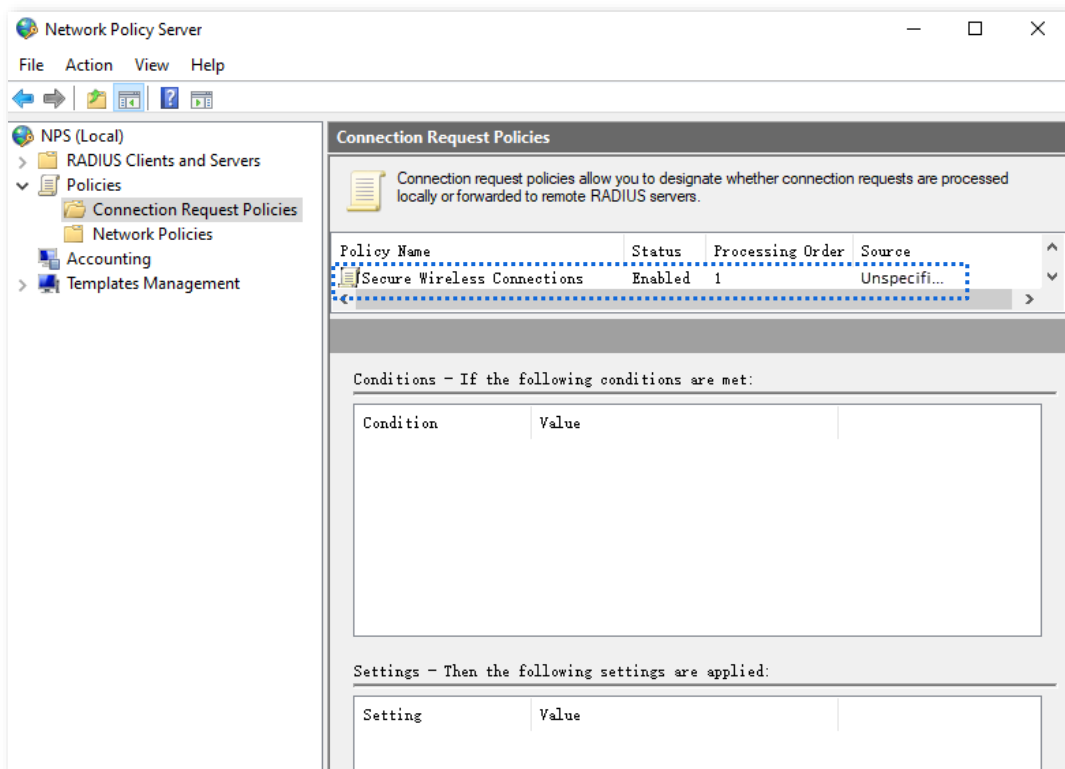 Network Policy Server
File Action View Help
NPS (Local)
RADIUS Clients and Servers
Policies
Connection Request Policies
Network Policies
Accounting
Templates Management
Connection Request Policies
Connection request policies allow you to designate whether connection requests are processed
locally or forwarded to remote RADIUS servers.
Policy Name Status Processing Order Source
Secure Wireless Connections Enabled 1 Unspecifi...
Conditions - If the following conditions are met:
Condition Value
Settings - Then the following settings are applied:
Setting Value